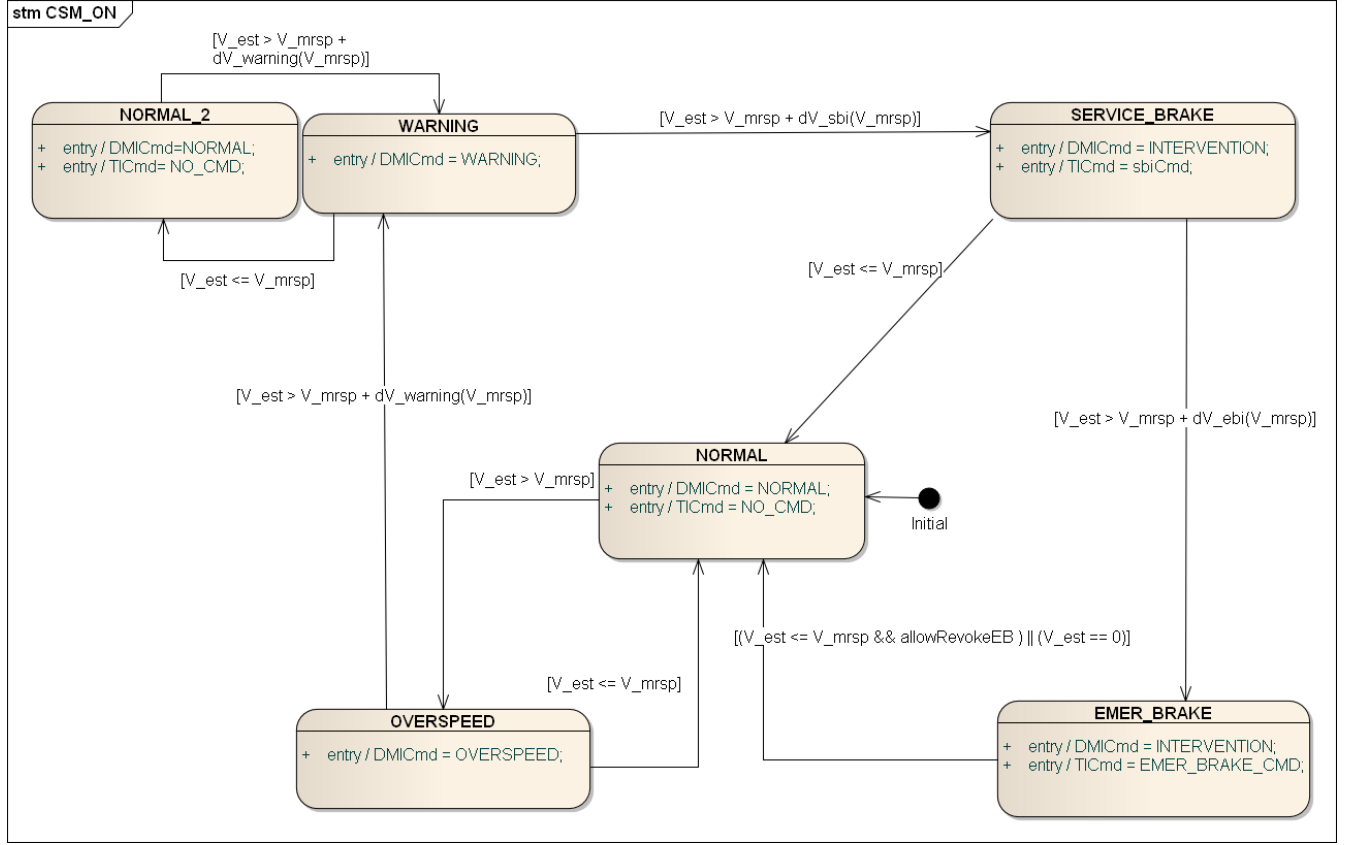 stm CSM_ON
[V_est > V_mrsp +
dV_warning(V_mrsp)]
NORMAL_2
+ entry / DMICmd=NORMAL;
+ entry / TICmd= NO_CMD;
WARNING
+ entry / DMICmd = WARNING;
[V_est > V_mrsp + dV_sbi(V_mrsp)]
SERVICE_BRAKE
+ entry / DMICmd = INTERVENTION;
+ entry / TICmd = sbiCmd;
[V_est <= V_mrsp]
[V_est <= V_mrsp]
[V_est > V_mrsp + dV_warning(V_mrsp)]
[V_est > V_mrsp + dV_ebi(V_mrsp)]
NORMAL
+ entry / DMICmd = NORMAL;
+ entry / TICmd = NO_CMD;
[V_est > V_mrsp]
Initial
[(V_est <= V_mrsp && allowRevokeEB ) || (V_est == 0)]
[V_est <= V_mrsp]
OVERSPEED
+ entry / DMICmd = OVERSPEED;
EMER_BRAKE
+ entry / DMICmd = INTERVENTION;
+ entry / TICmd = EMER_BRAKE_CMD;